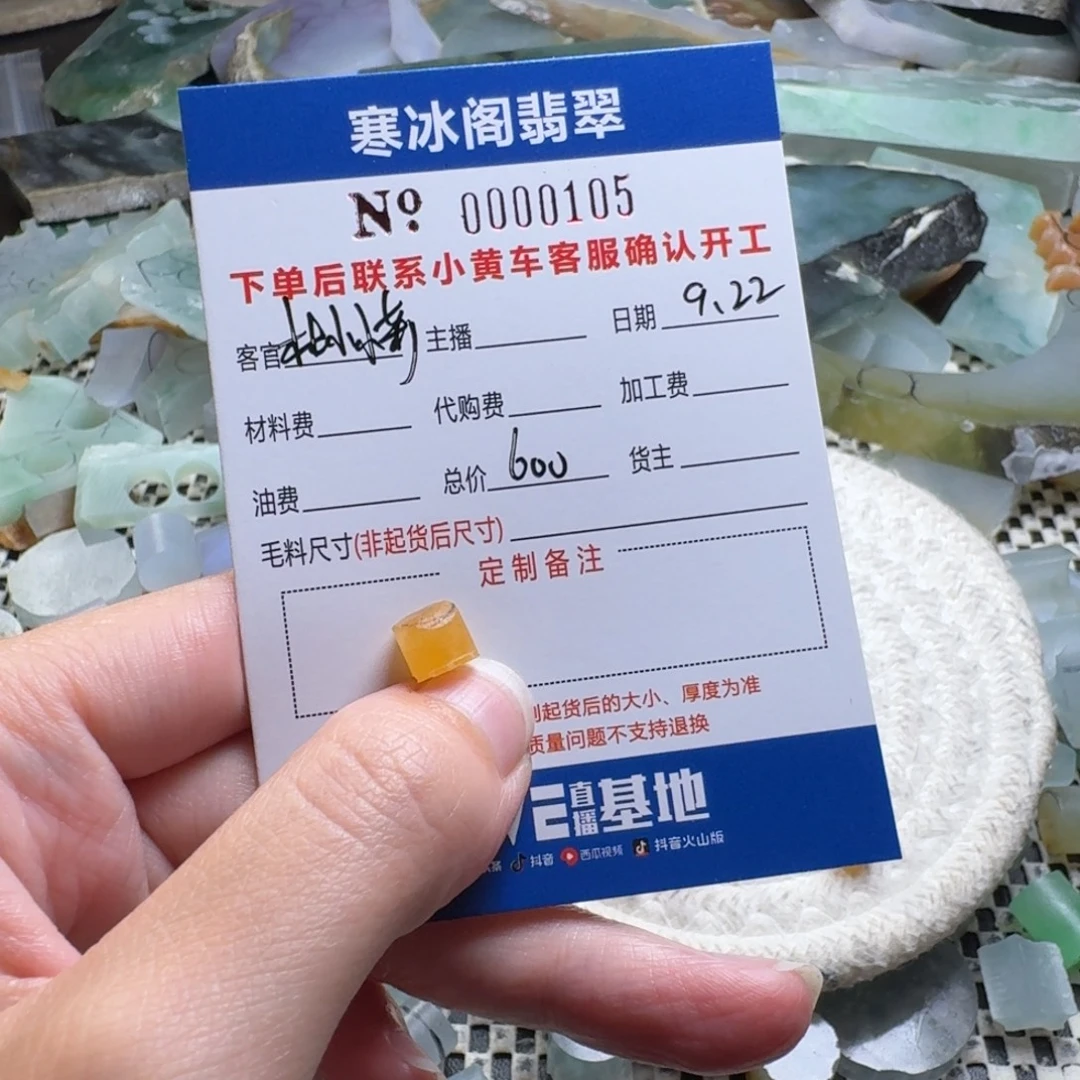 寒冰阁翡翠
No. 0000105
下单后联系小黄车客服确认开工
客官 主播 日期 9.22
材料费 代购费 加工费
油费 总价 600 货主
毛料尺寸(非起货后尺寸)
定制备注
起货后的大小、厚度为准
质量问题不支持退换
直播基地
抖音 西瓜视频 抖音火山版